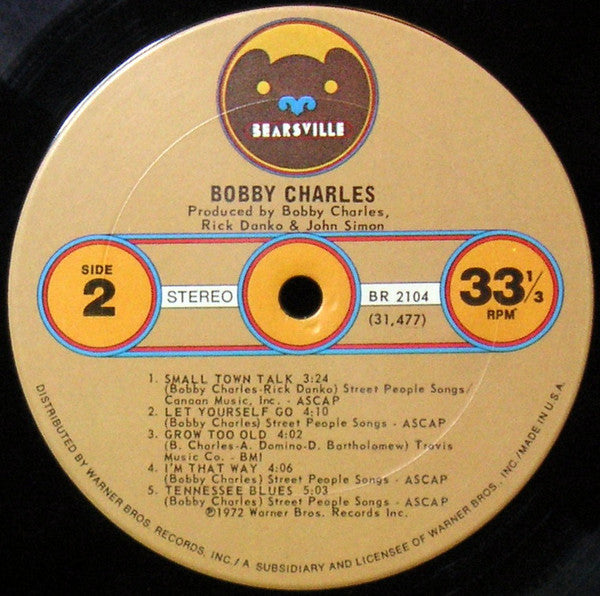 BEARSVILLE
BOBBY CHARLES
Produced by Bobby Charles,
Rick Danko & John Simon
SIDE
2
STEREO
BR 2104
(31,477)
33 1/3
RPM
1. SMALL TOWN TALK 3:24
(Bobby Charles-Rick Danko) Street People Songs/
Canaan Music, Inc. - ASCAP
2. LET YOURSELF GO 4:10
(Bobby Charles) Street People Songs - ASCAP
3. GROW TOO OLD 4:02
(B. Charles-A. Domino-D. Bartholomew) Travis
Music Co. - BMI
4. I'M THAT WAY 4:06
(Bobby Charles) Street People Songs - ASCAP
5. TENNESSEE BLUES 5:03
(Bobby Charles) Street People Songs - ASCAP
℗1972 Warner Bros. Records Inc.
DISTRIBUTED BY WARNER BROS. RECORDS, INC./A SUBSIDIARY AND LICENSEE OF WARNER BROS., INC./MADE IN U.S.A.